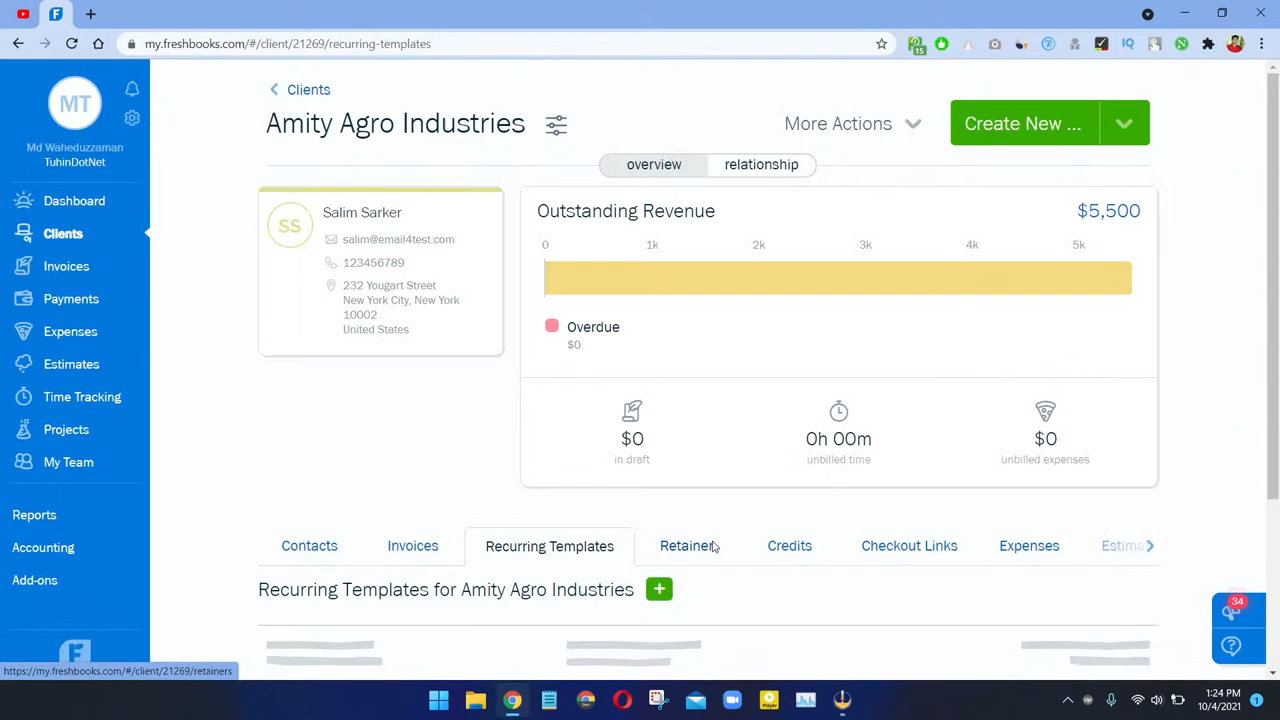 my.freshbooks.com/#/client/21269/recurring-templates
15
MT
Md Waheduzzaman
TuhinDotNet
Dashboard
Clients
Invoices
Payments
Expenses
Estimates
Time Tracking
Projects
My Team
Reports
Accounting
Add-ons
Clients
Amity Agro Industries
More Actions
Create New ...
overview
relationship
SS
Salim Sarker
salim@email4test.com
123456789
232 Yougart Street
New York City, New York
10002
United States
Outstanding Revenue
$5,500
0 1k 2k 3k 4k 5k
Overdue
$0
$0
in draft
0h 00m
unbilled time
$0
unbilled expenses
Contacts
Invoices
Recurring Templates
Retainers
Credits
Checkout Links
Expenses
Estima
Recurring Templates for Amity Agro Industries
34
https://my.freshbooks.com/#/client/21269/retainers
1:24 PM
10/4/2021
1